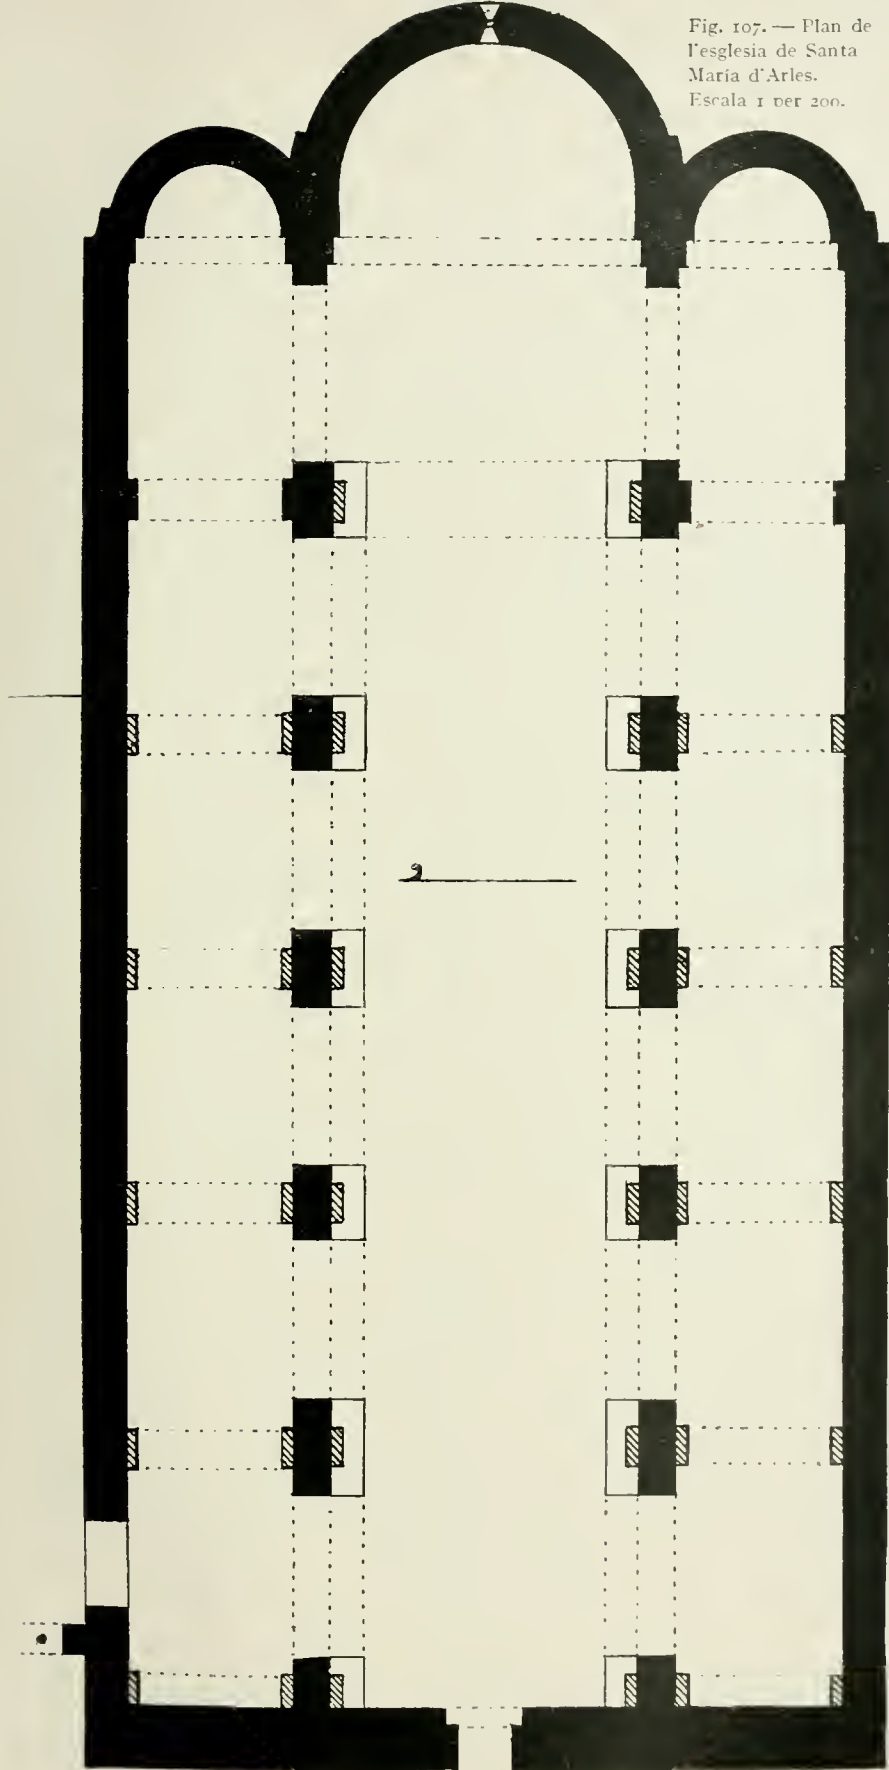 Fig. 107. — Plan de
l'esglesia de Santa
María d'Arles.
Escala 1 per 200.